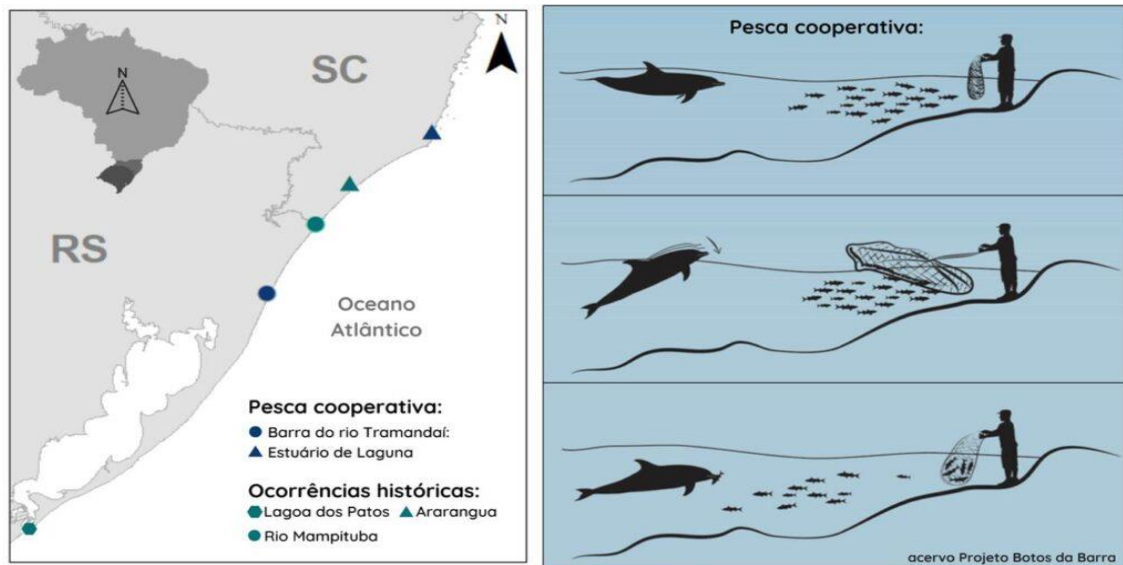 N
SC
N
RS
Oceano
Atlântico
Pesca cooperativa:
Barra do rio Tramandaí:
Estuário de Laguna
Ocorrências históricas:
Lagoa dos Patos Ararangua
Rio Mampituba
Pesca cooperativa:
acervo Projeto Botos da Barra